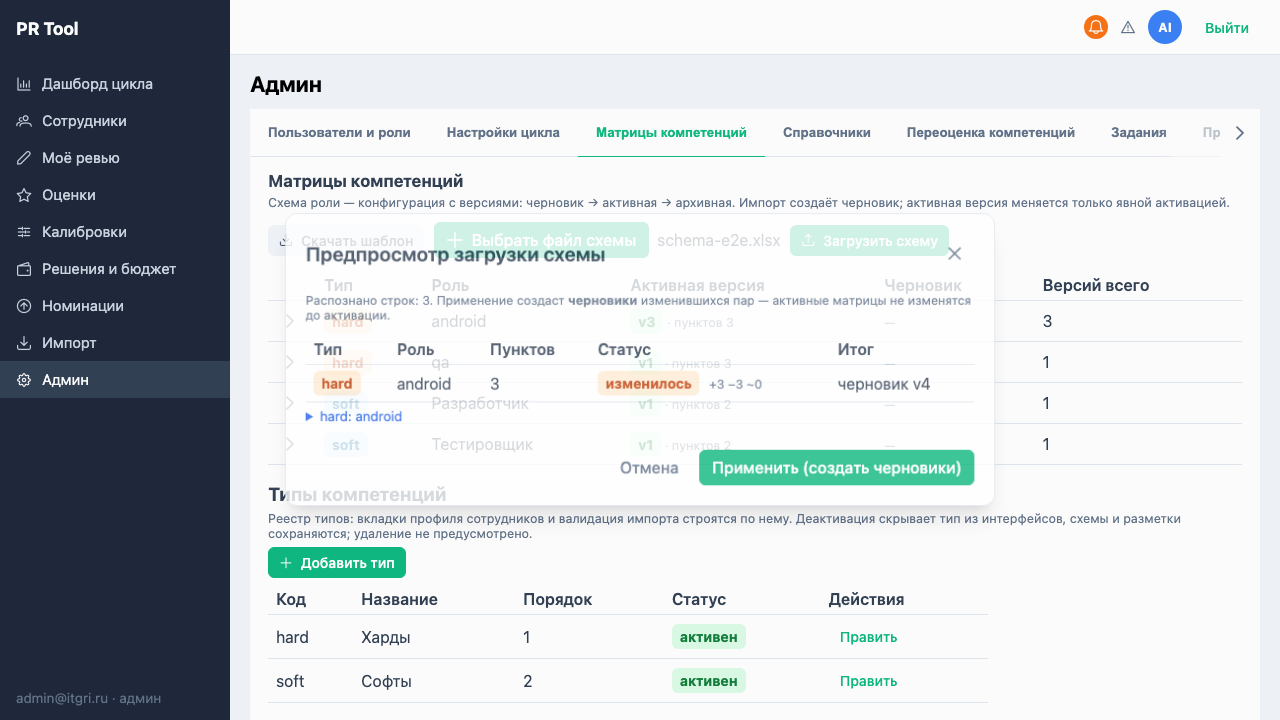 PR Tool
AI
Выйти
Дашборд цикла
Сотрудники
Моё ревью
Оценки
Калибровки
Решения и бюджет
Номинации
Импорт
Админ
admin@itgri.ru · админ
Админ
Пользователи и роли
Настройки цикла
Матрицы компетенций
Справочники
Переоценка компетенций
Задания
Пр
Матрицы компетенций
Схема роли — конфигурация с версиями: черновик → активная → архивная. Импорт создаёт черновик; активная версия меняется только явной активацией.
Скачать шаблон
Выбрать файл схемы
schema-e2e.xlsx
Загрузить схему
Тип Роль Активная версия Черновик Версий всего
hard android v3 · пунктов 3 — 3
hard qa v1 · пунктов 3 — 1
soft Разработчик v1 · пунктов 2 — 1
soft Тестировщик v1 · пунктов 2 — 1
Предпросмотр загрузки схемы
Распознано строк: 3. Применение создаст черновики изменившихся пар — активные матрицы не изменятся
до активации.
Тип Роль Пунктов Статус Итог
hard android 3 изменилось +3 −3 ~0 черновик v4
hard: android
Отмена
Применить (создать черновики)
Типы компетенций
Реестр типов: вкладки профиля сотрудников и валидация импорта строятся по нему. Деактивация скрывает тип из интерфейсов, схемы и разметки
сохраняются; удаление не предусмотрено.
Добавить тип
Код Название Порядок Статус Действия
hard Харды 1 активен Править
soft Софты 2 активен Править